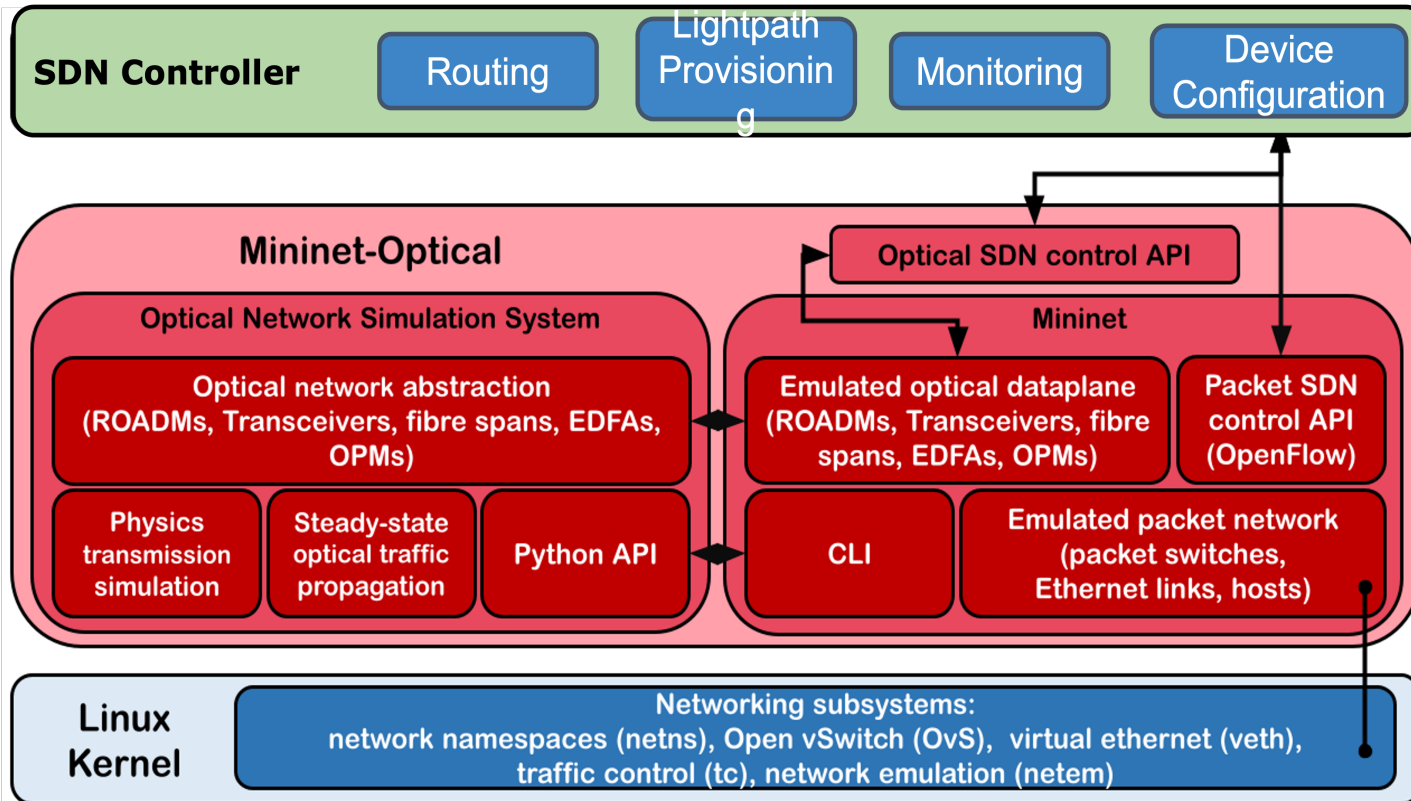 SDN Controller
Routing
Lightpath
Provisionin
g
Monitoring
Device
Configuration
Mininet-Optical
Optical SDN control API
Optical Network Simulation System
Mininet
Optical network abstraction
(ROADMs, Transceivers, fibre spans, EDFAs,
OPMs)
Emulated optical dataplane
(ROADMs, Transceivers, fibre
spans, EDFAs, OPMs)
Packet SDN
control API
(OpenFlow)
Physics
transmission
simulation
Steady-state
optical traffic
propagation
Python API
CLI
Emulated packet network
(packet switches,
Ethernet links, hosts)
Linux
Kernel
Networking subsystems:
network namespaces (netns), Open vSwitch (OvS), virtual ethernet (veth),
traffic control (tc), network emulation (netem)